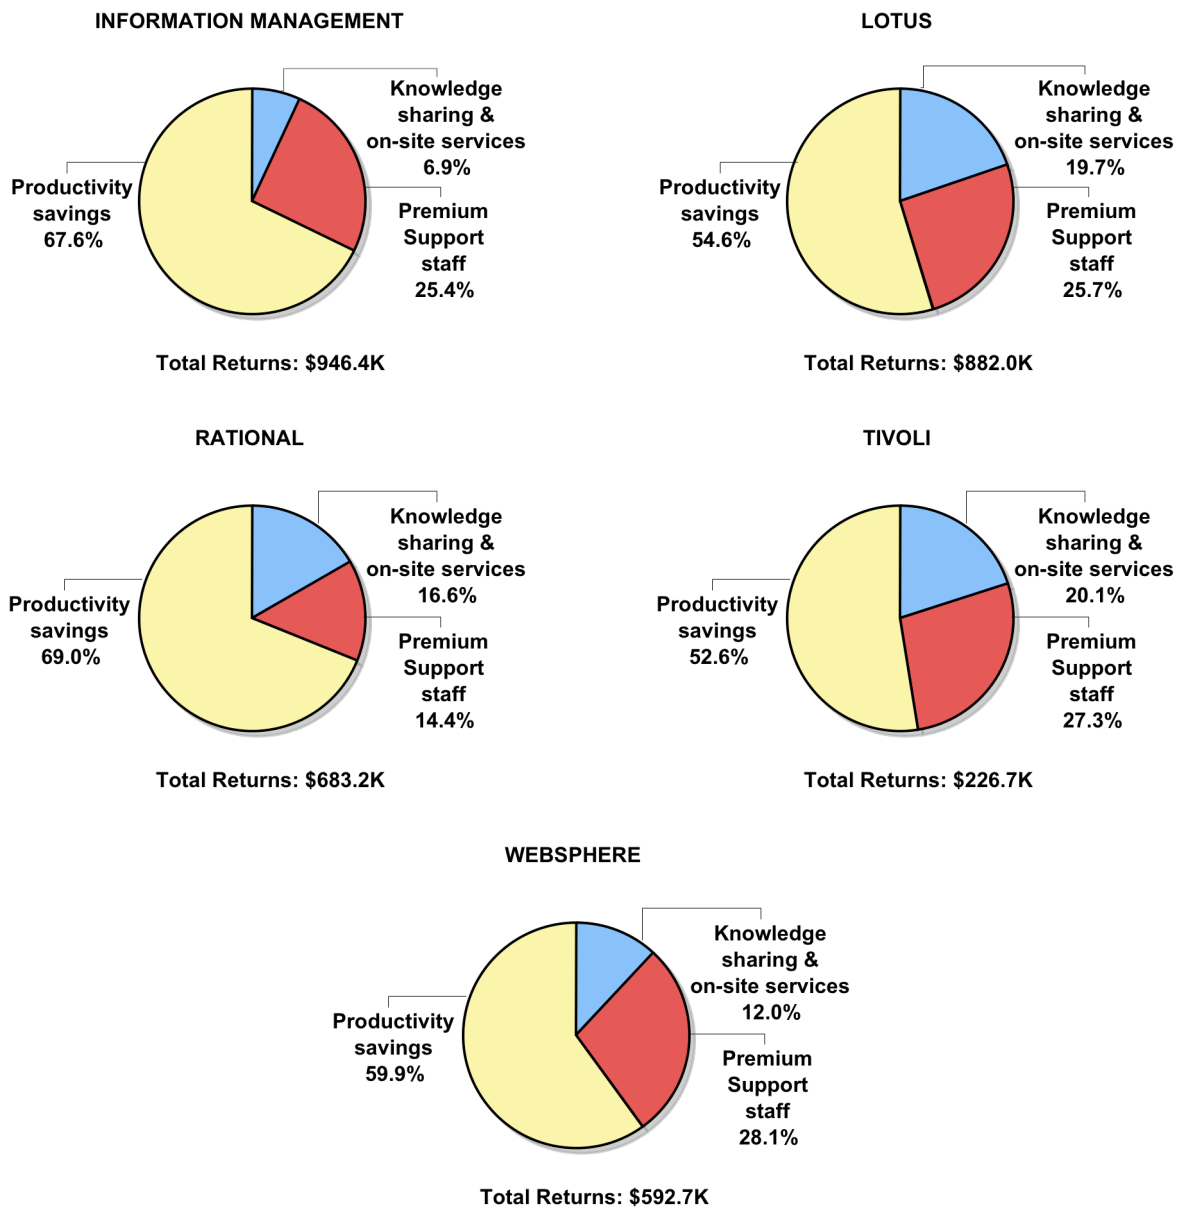 INFORMATION MANAGEMENT
Knowledge
sharing &
on-site services
6.9%
Productivity
savings
67.6%
Premium
Support
staff
25.4%
Total Returns: $946.4K
LOTUS
Knowledge
sharing &
on-site services
19.7%
Productivity
savings
54.6%
Premium
Support
staff
25.7%
Total Returns: $882.0K
RATIONAL
Knowledge
sharing &
on-site services
16.6%
Productivity
savings
69.0%
Premium
Support
staff
14.4%
Total Returns: $683.2K
TIVOLI
Knowledge
sharing &
on-site services
20.1%
Productivity
savings
52.6%
Premium
Support
staff
27.3%
Total Returns: $226.7K
WEBSPHERE
Knowledge
sharing &
on-site services
12.0%
Productivity
savings
59.9%
Premium
Support
staff
28.1%
Total Returns: $592.7K